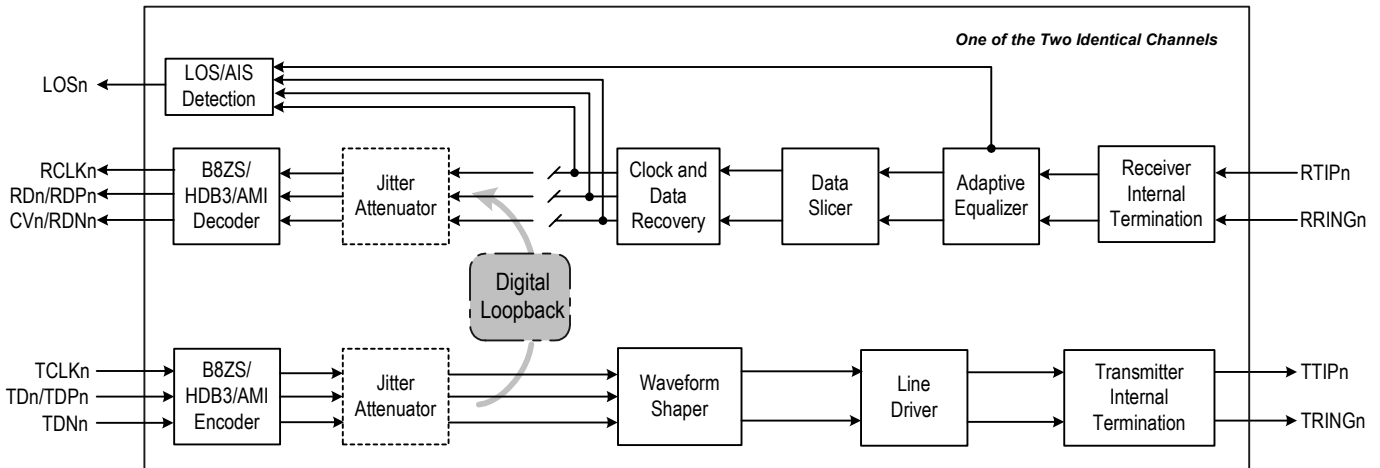 One of the Two Identical Channels
LOSn
LOS/AIS
Detection
RCLKn
RDn/RDPn
CVn/RDNn
B8ZS/
HDB3/AMI
Decoder
Jitter
Attenuator
Clock and
Data
Recovery
Data
Slicer
Adaptive
Equalizer
Receiver
Internal
Termination
RTIPn
RRINGn
Digital
Loopback
TCLKn
TDn/TDPn
TDNn
B8ZS/
HDB3/AMI
Encoder
Jitter
Attenuator
Waveform
Shaper
Line
Driver
Transmitter
Internal
Termination
TTIPn
TRINGn